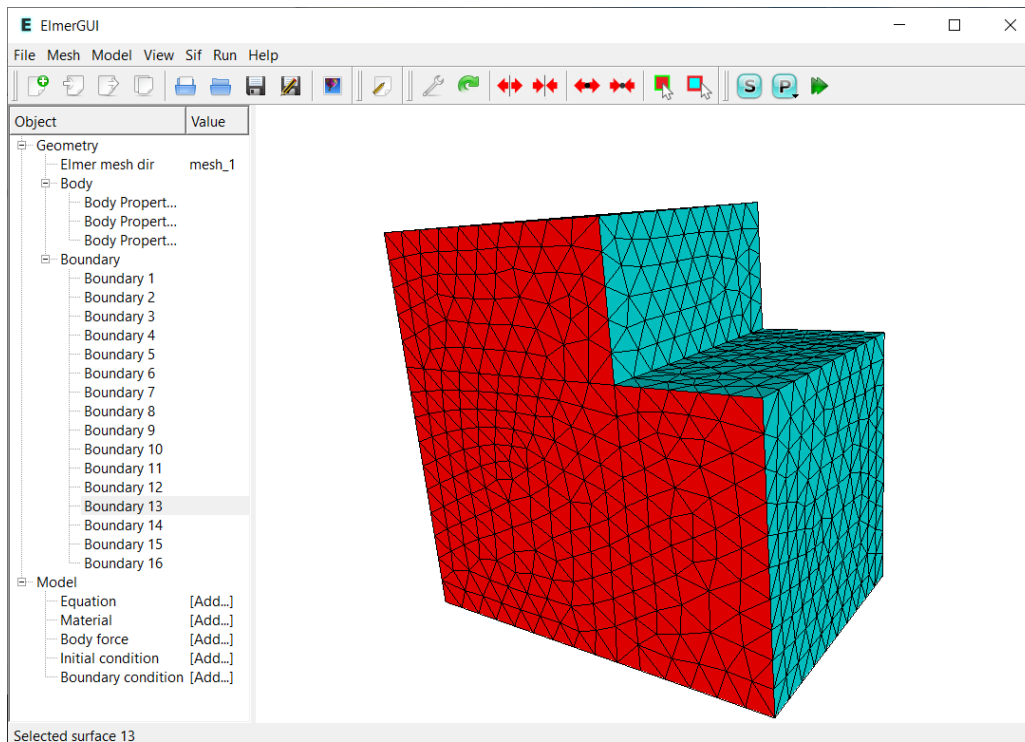 E ElmerGUI
File Mesh Model View Sif Run Help
S P
Object Value
Geometry
Elmer mesh dir mesh_1
Body
Body Propert...
Body Propert...
Body Propert...
Boundary
Boundary 1
Boundary 2
Boundary 3
Boundary 4
Boundary 5
Boundary 6
Boundary 7
Boundary 8
Boundary 9
Boundary 10
Boundary 11
Boundary 12
Boundary 13
Boundary 14
Boundary 15
Boundary 16
Model
Equation [Add...]
Material [Add...]
Body force [Add...]
Initial condition [Add...]
Boundary condition [Add...]
Selected surface 13